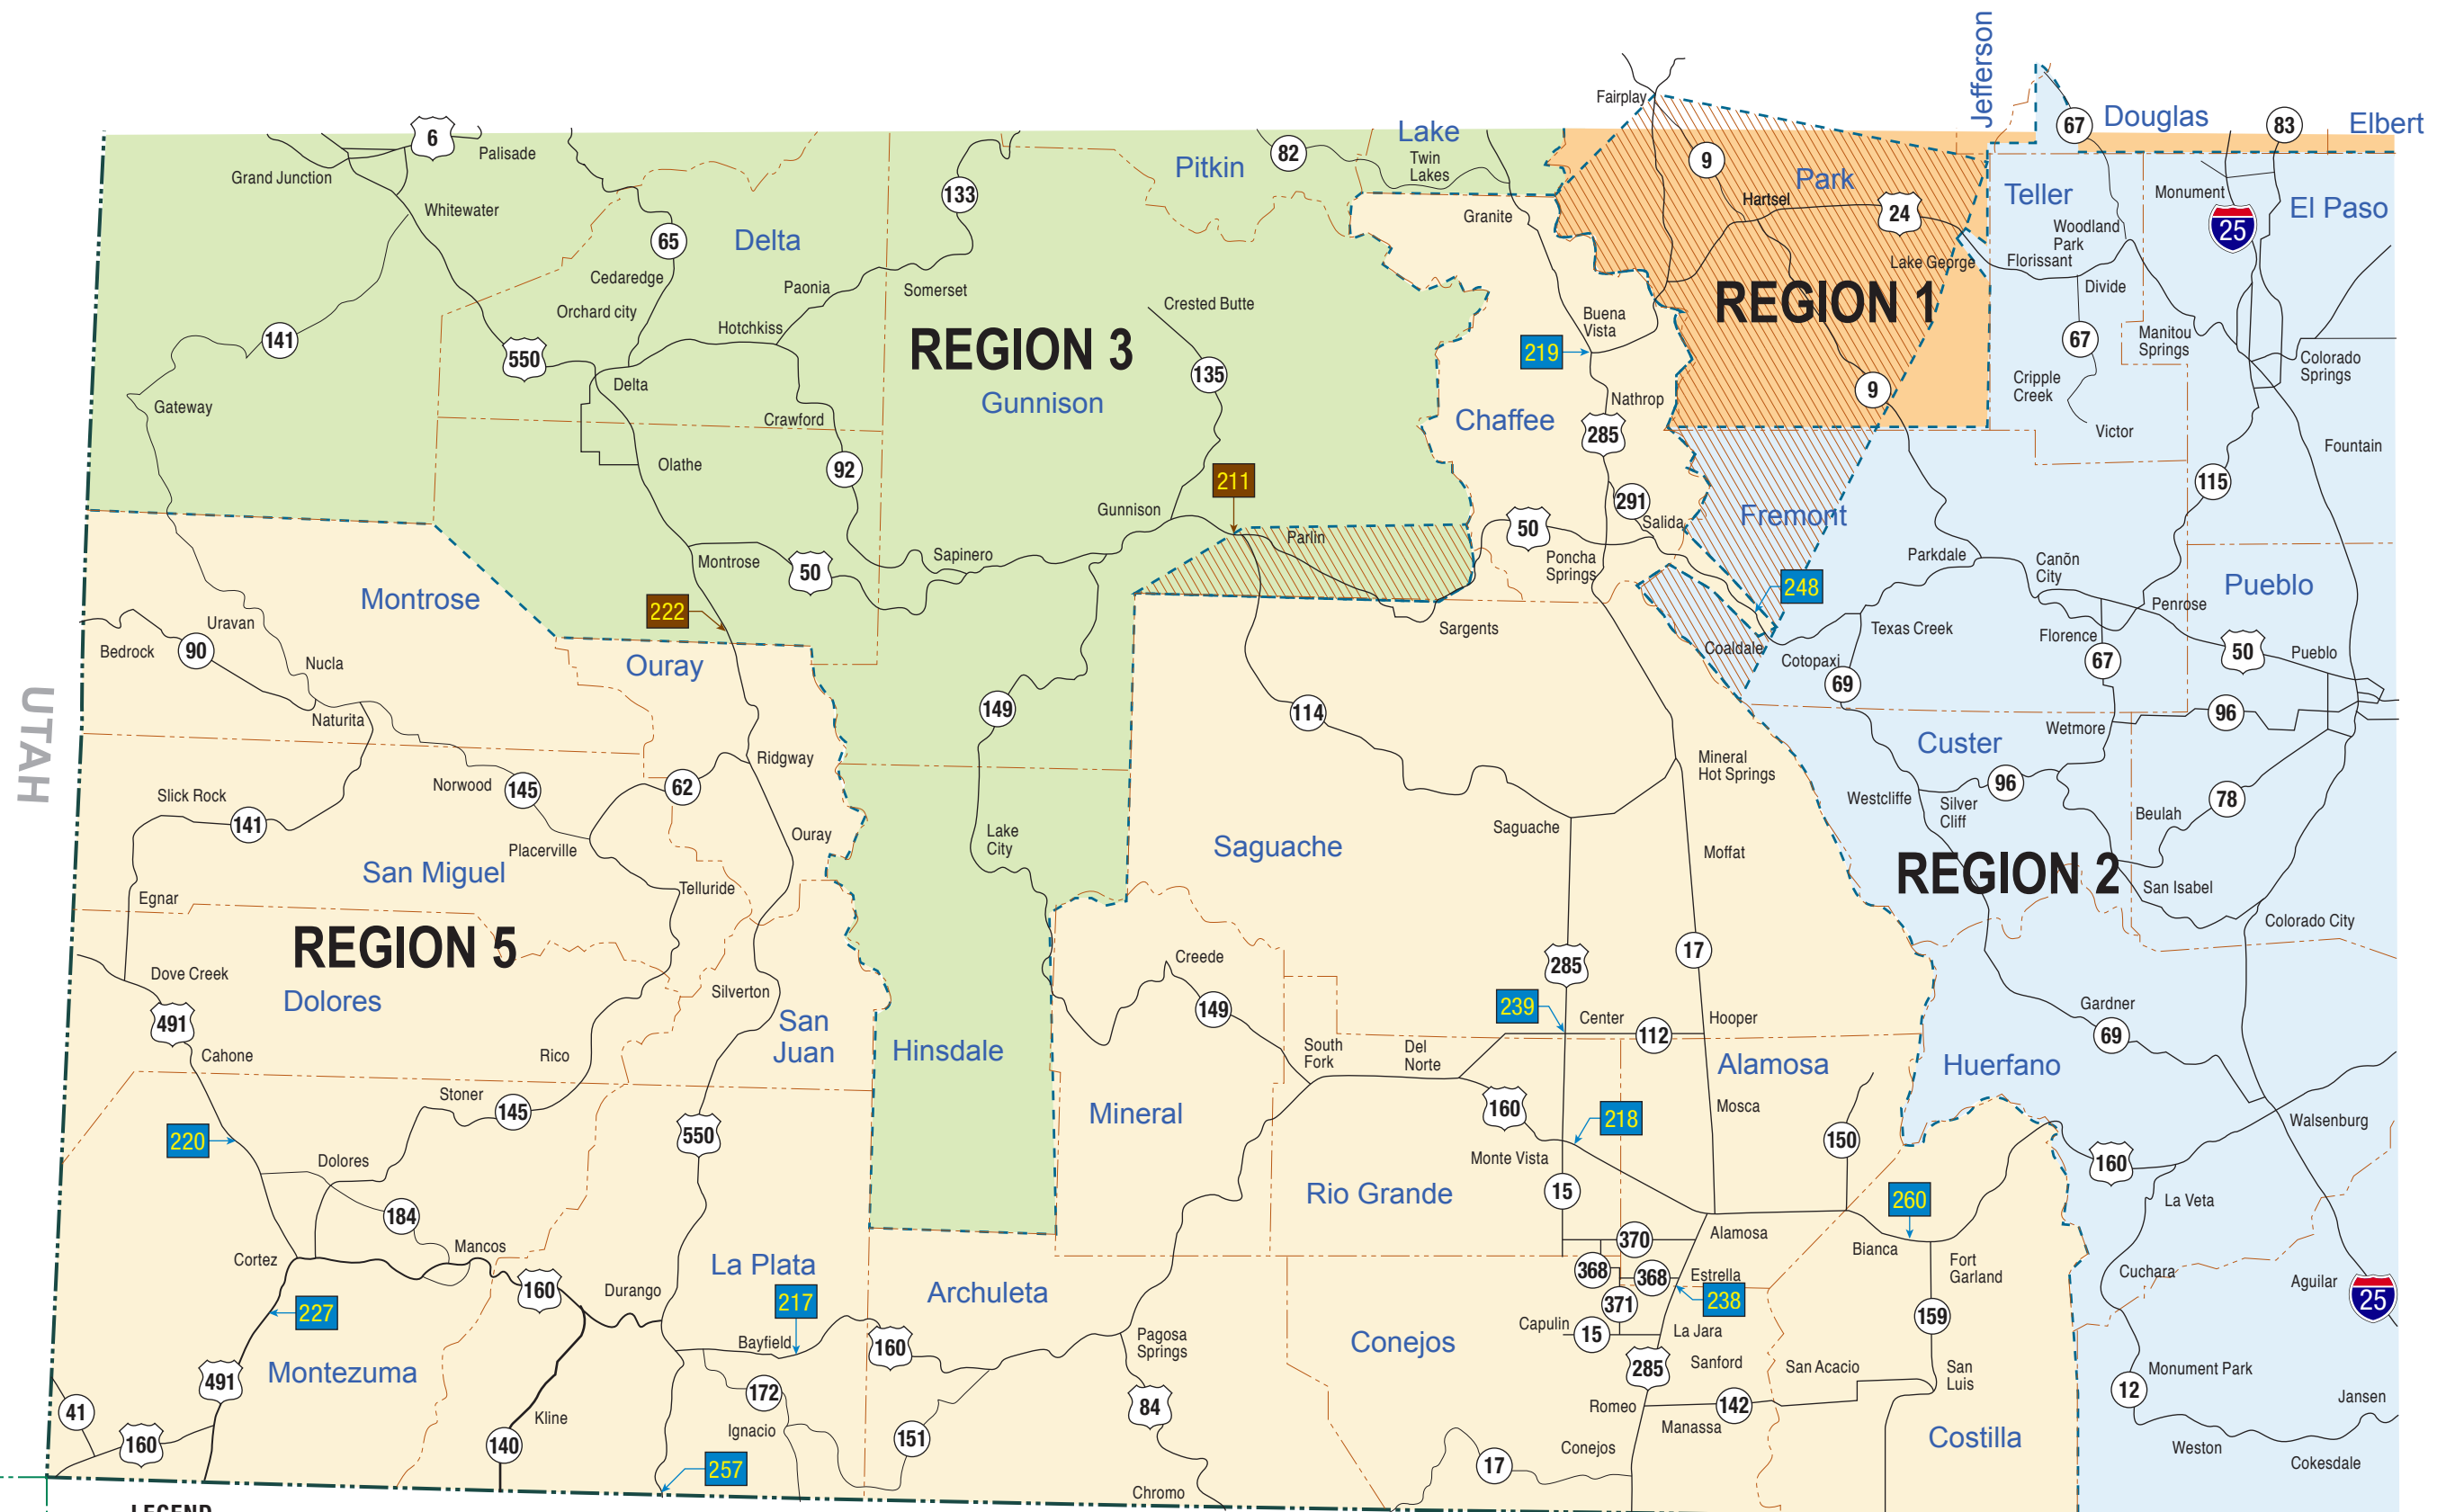 Jefferson
Fairplay
67
Douglas
83
Elbert
6
Palisade
Lake
Grand Junction
Pitkin
82
Twin
Lakes
9
Park
Teller
Monument
133
Hartsel
24
El Paso
Whitewater
Granite
25
65
Delta
Woodland
Park
Cedaredge
Paonia
Somerset
Lake George
Florissant
Orchard city
Crested Butte
REGION 1
Divide
Hotchkiss
REGION 3
Buena
Vista
141
550
219
67
Manitou
Springs
Colorado
Springs
Delta
135
Cripple
Creek
9
Gateway
Gunnison
Nathrop
Crawford
Chaffee
285
Victor
Fountain
Olathe
92
211
115
291
Gunnison
50
Salida
Fremont
Parlin
Montrose
50
Sapinero
Poncha
Springs
Parkdale
Cañõn
City
Pueblo
Montrose
222
248
Penrose
Uravan
Sargents
Texas Creek
Florence
Bedrock
90
Nucla
Ouray
Coaldale
Cotopaxi
67
50
Pueblo
69
UTAH
Naturita
149
114
96
Wetmore
Custer
Ridgway
Mineral
Hot Springs
Norwood
145
62
96
Slick Rock
Westcliffe
Silver
Cliff
78
141
Beulah
Ouray
Lake
City
Saguache
Placerville
Saguache
Moffat
San Miguel
REGION 2
Telluride
San Isabel
Egnar
Colorado City
REGION 5
17
Creede
285
Dove Creek
Dolores
Silverton
149
239
Gardner
491
San
Juan
Center
112
Hooper
69
Cahone
Rico
Hinsdale
South
Fork
Del
Norte
Alamosa
Huerfano
Stoner
145
Mineral
160
218
Mosca
Walsenburg
220
550
150
Dolores
Monte Vista
160
Rio Grande
15
260
La Veta
184
Cortez
Mancos
370
Alamosa
Bianca
Fort
Garland
La Plata
160
Durango
217
Archuleta
368
368
Estrella
Cuchara
Aguilar
227
371
238
25
Bayfield
160
Pagosa
Springs
Conejos
Capulin
15
La Jara
159
491
Montezuma
172
285
Sanford
San Acacio
San
Luis
Monument Park
12
Jansen
41
84
Romeo
142
Kline
Ignacio
151
Manassa
Costilla
160
140
Conejos
Weston
257
17
Cokesdale
Chromo
LEGEND